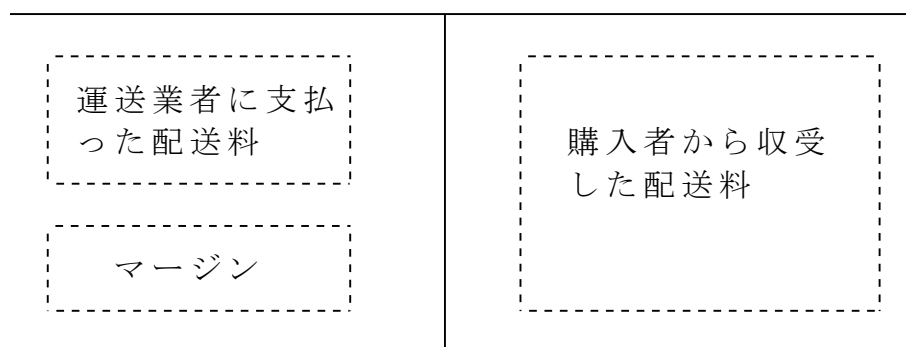 運送業者に支払
った配送料
マージン
購入者から収受
した配送料